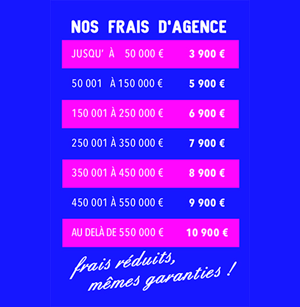 NOS FRAIS D'AGENCE
JUSQU' À 50 000 € 3 900 €
50 001 À 150 000 € 5 900 €
150 001 À 250 000 € 6 900 €
250 001 À 350 000 € 7 900 €
350 001 À 450 000 € 8 900 €
450 001 À 550 000 € 9 900 €
AU DELÀ DE 550 000 € 10 900 €
frais réduits,
mêmes garanties !